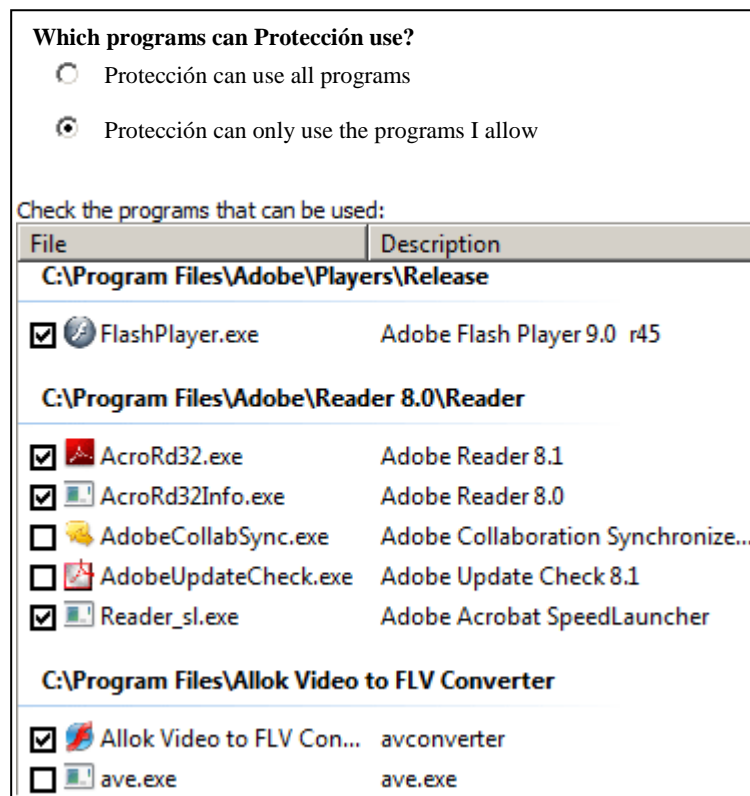 Which programs can Protección use?
Protección can use all programs
Protección can only use the programs I allow
Check the programs that can be used:
File Description
C:\Program Files\Adobe\Players\Release
FlashPlayer.exe Adobe Flash Player 9.0 r45
C:\Program Files\Adobe\Reader 8.0\Reader
AcroRd32.exe Adobe Reader 8.1
AcroRd32Info.exe Adobe Reader 8.0
AdobeCollabSync.exe Adobe Collaboration Synchronize...
AdobeUpdateCheck.exe Adobe Update Check 8.1
Reader_sl.exe Adobe Acrobat SpeedLauncher
C:\Program Files\Allok Video to FLV Converter
Allok Video to FLV Con... avconverter
ave.exe ave.exe